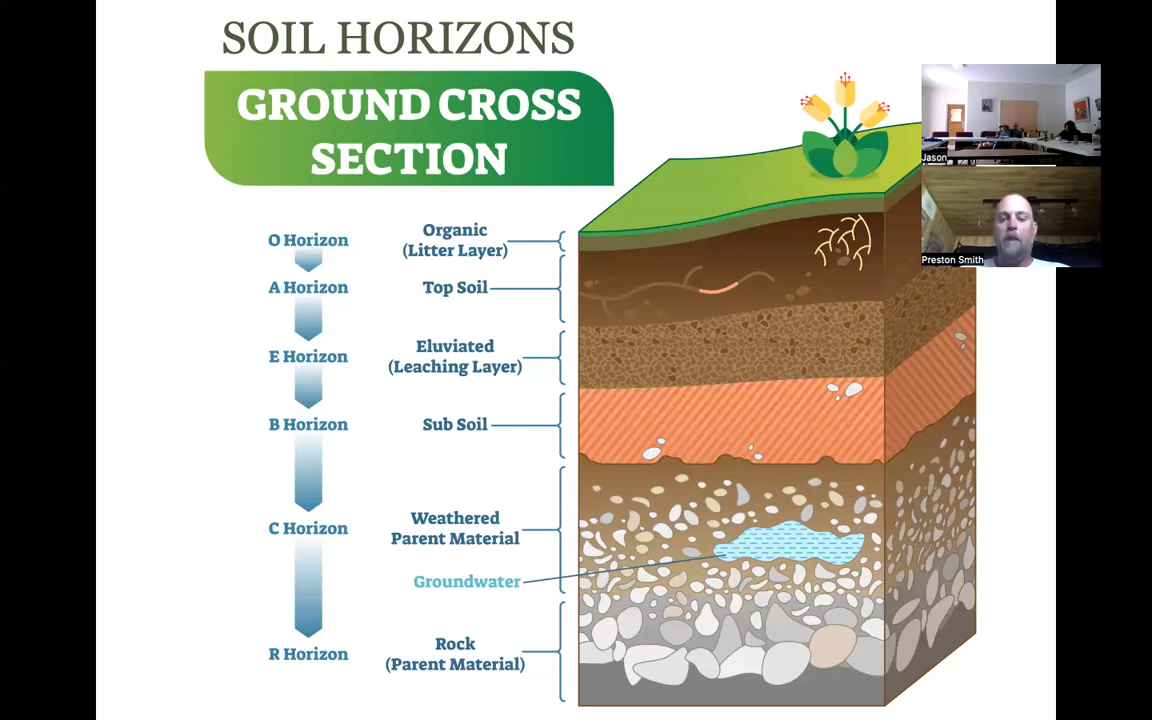 SOIL HORIZONS
GROUND CROSS
SECTION
O Horizon
Organic
(Litter Layer)
A Horizon
Top Soil
E Horizon
Eluviated
(Leaching Layer)
B Horizon
Sub Soil
C Horizon
Weathered
Parent Material
Groundwater
R Horizon
Rock
(Parent Material)
Jason
Preston Smith